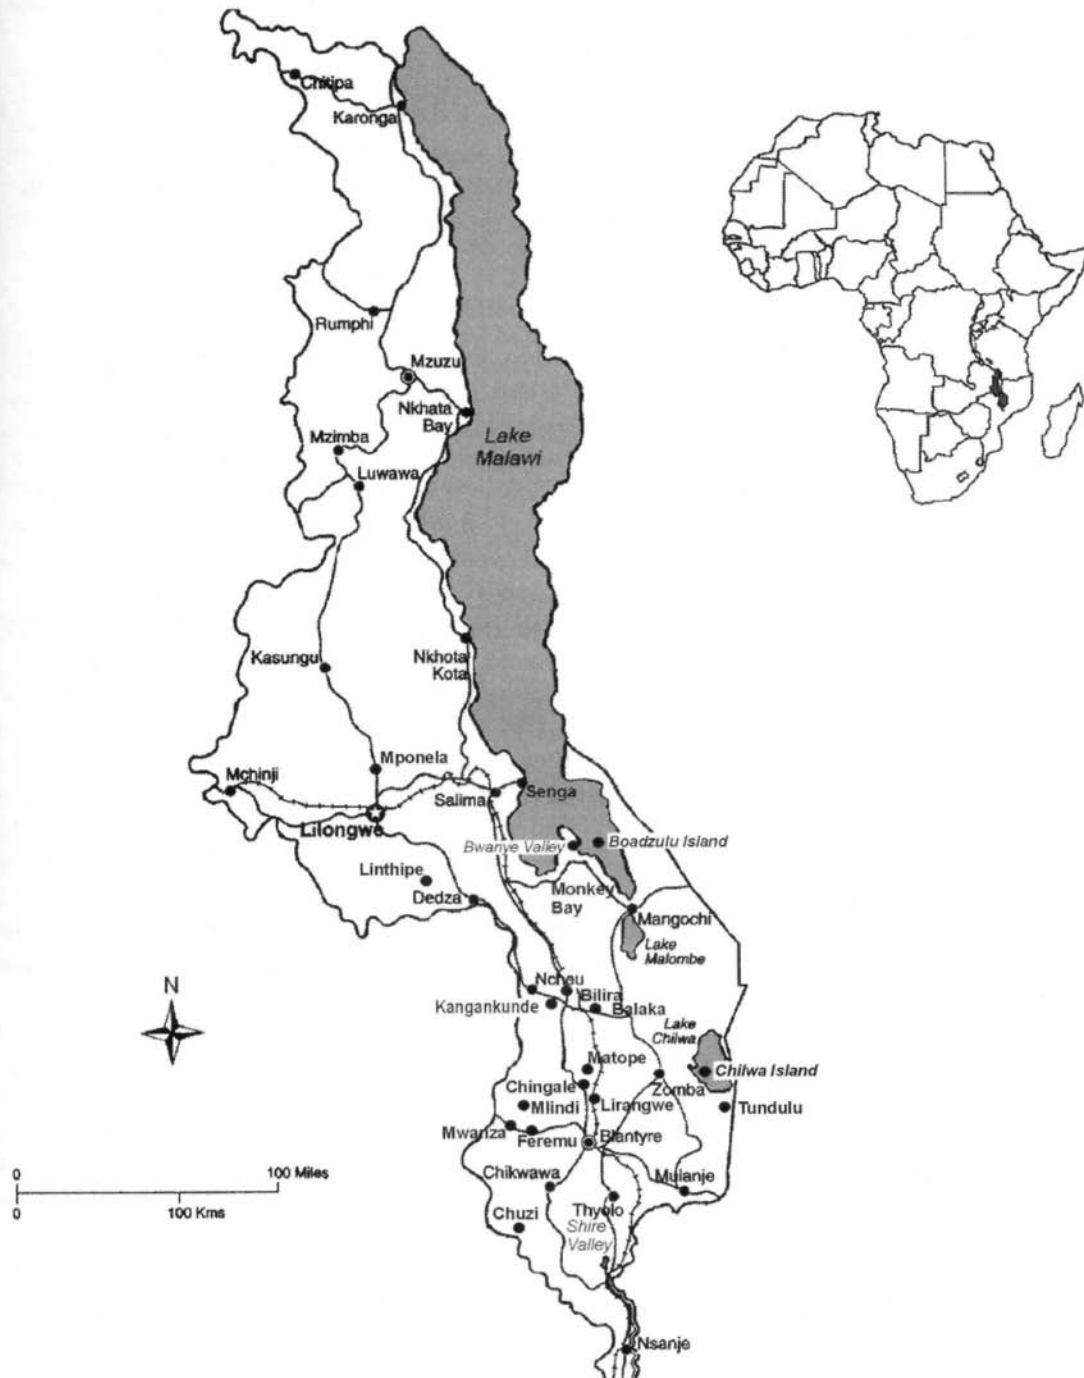 Chitipa
Karonga
Rumphi
Mzuzu
Nkhata
Bay
Mzimba
Luwawa
Lake
Malawi
Kasungu
Nkhota
Kota
Mponela
Mchinji
Salima
Senga
Lilongwe
Bwanye Valley
Boadzulu Island
Linthipe
Dedza
Monkey
Bay
Mangochi
Lake
Malombe
N
Ncheu
Bilira
Kangankunde
Balaka
Lake
Chilwa
Matope
Chilwa Island
Chingale
Zomba
Mlindi
Lirangwe
Tundulu
Mwanza
Feremu
Blantyre
0
100 Miles
Chikwawa
Mulanje
0
100 Kms
Chuzi
Thyolo
Shire
Valley
Nsanje